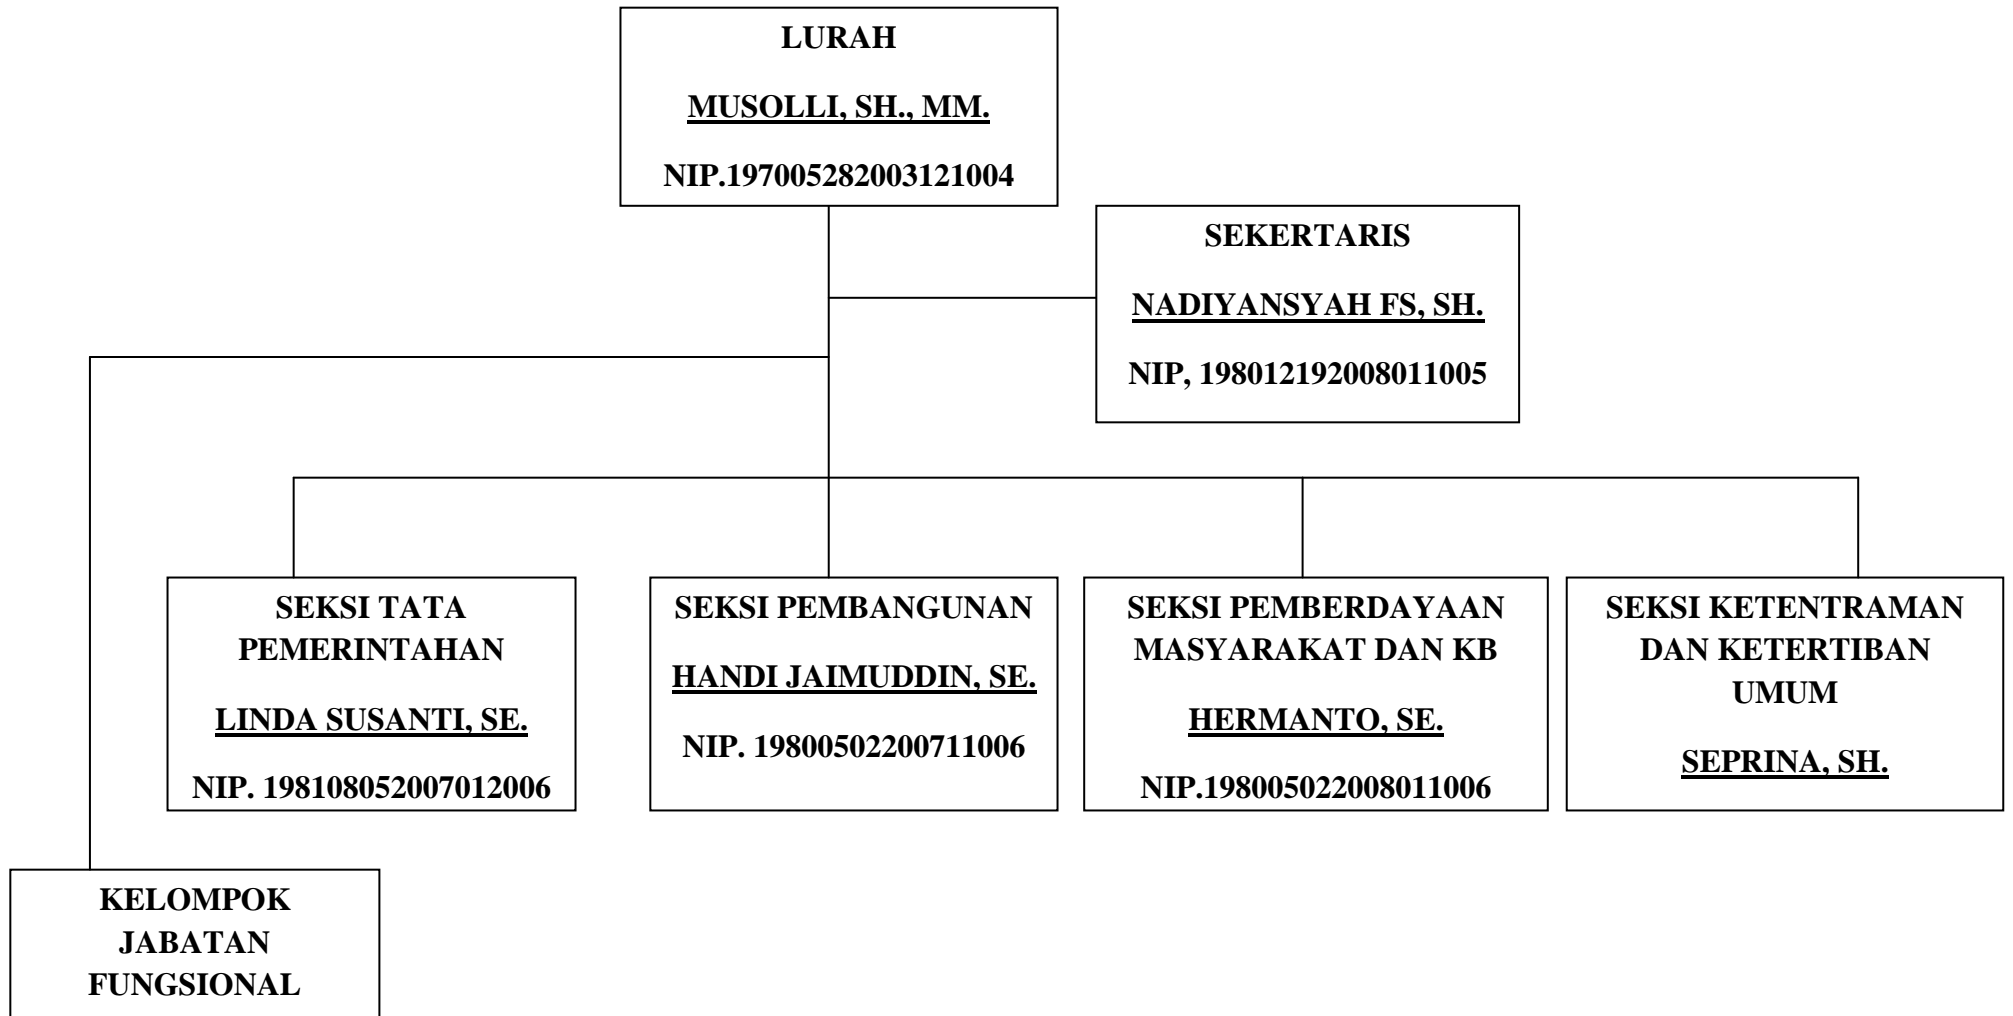 LURAH
MUSOLLI, SH., MM.
NIP.197005282003121004
SEKERTARIS
NADIYANSYAH FS, SH.
NIP, 198012192008011005
SEKSI TATA
PEMERINTAHAN
LINDA SUSANTI, SE.
NIP. 198108052007012006
SEKSI PEMBANGUNAN
HANDI JAIMUDDIN, SE.
NIP. 19800502200711006
SEKSI PEMBERDAYAAN
MASYARAKAT DAN KB
HERMANTO, SE.
NIP.198005022008011006
SEKSI KETENTRAMAN
DAN KETERTIBAN
UMUM
SEPRINA, SH.
KELOMPOK
JABATAN
FUNGSIONAL